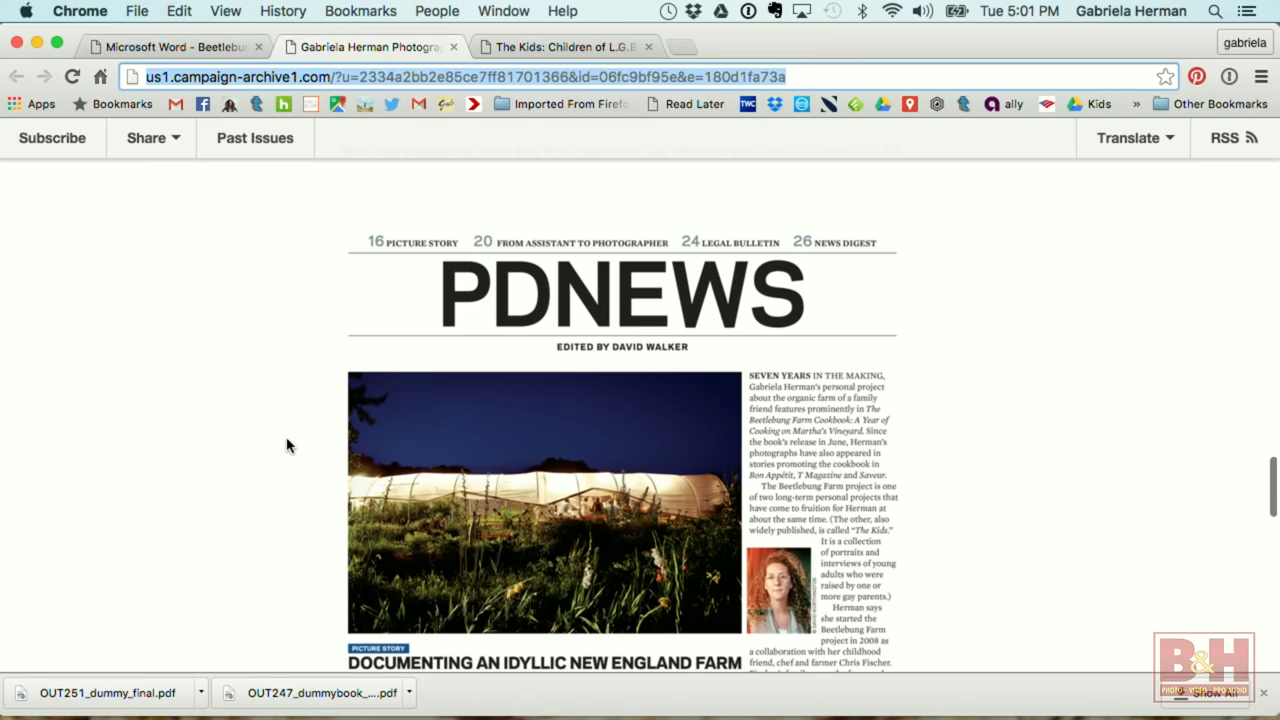 Chrome File Edit View History Bookmarks People Window Help Tue 5:01 PM Gabriela Herman
Microsoft Word - Beetlebu
Gabriela Herman Photogra
The Kids: Children of L.G.B
gabriela
us1.campaign-archive1.com/?u=2334a2bb2e85ce7ff81701366&id=06fc9bf95e&e=180d1fa73a
Apps Bookmarks Imported From Firefo Read Later TWC ally Kids » Other Bookmarks
Subscribe Share Past Issues Translate RSS
16 PICTURE STORY 20 FROM ASSISTANT TO PHOTOGRAPHER 24 LEGAL BULLETIN 26 NEWS DIGEST
PDNEWS
EDITED BY DAVID WALKER
SEVEN YEARS IN THE MAKING,
Gabriela Herman's personal project
about the organic farm of a family
friend features prominently in The
Beetlebung Farm Cookbook: A Year of
Cooking on Martha's Vineyard. Since
the book's release in June, Herman's
photographs have also appeared in
stories promoting the cookbook in
Bon Appétit, T Magazine and Saveur.
The Beetlebung Farm project is one
of two long-term personal projects that
have come to fruition for Herman at
about the same time. (The other, also
widely published, is called "The Kids."
It is a collection
of portraits and
interviews of young
adults who were
raised by one or
more gay parents.)
Herman says
she started the
Beetlebung Farm
project in 2008 as
a collaboration with her childhood
friend, chef and farmer Chris Fischer.
PICTURE STORY
DOCUMENTING AN IDYLLIC NEW ENGLAND FARM
B&H
PHOTO - VIDEO - PRO AUDIO
OUT251_dummy_final.pdf
OUT247_dummybook_....pdf
Show All